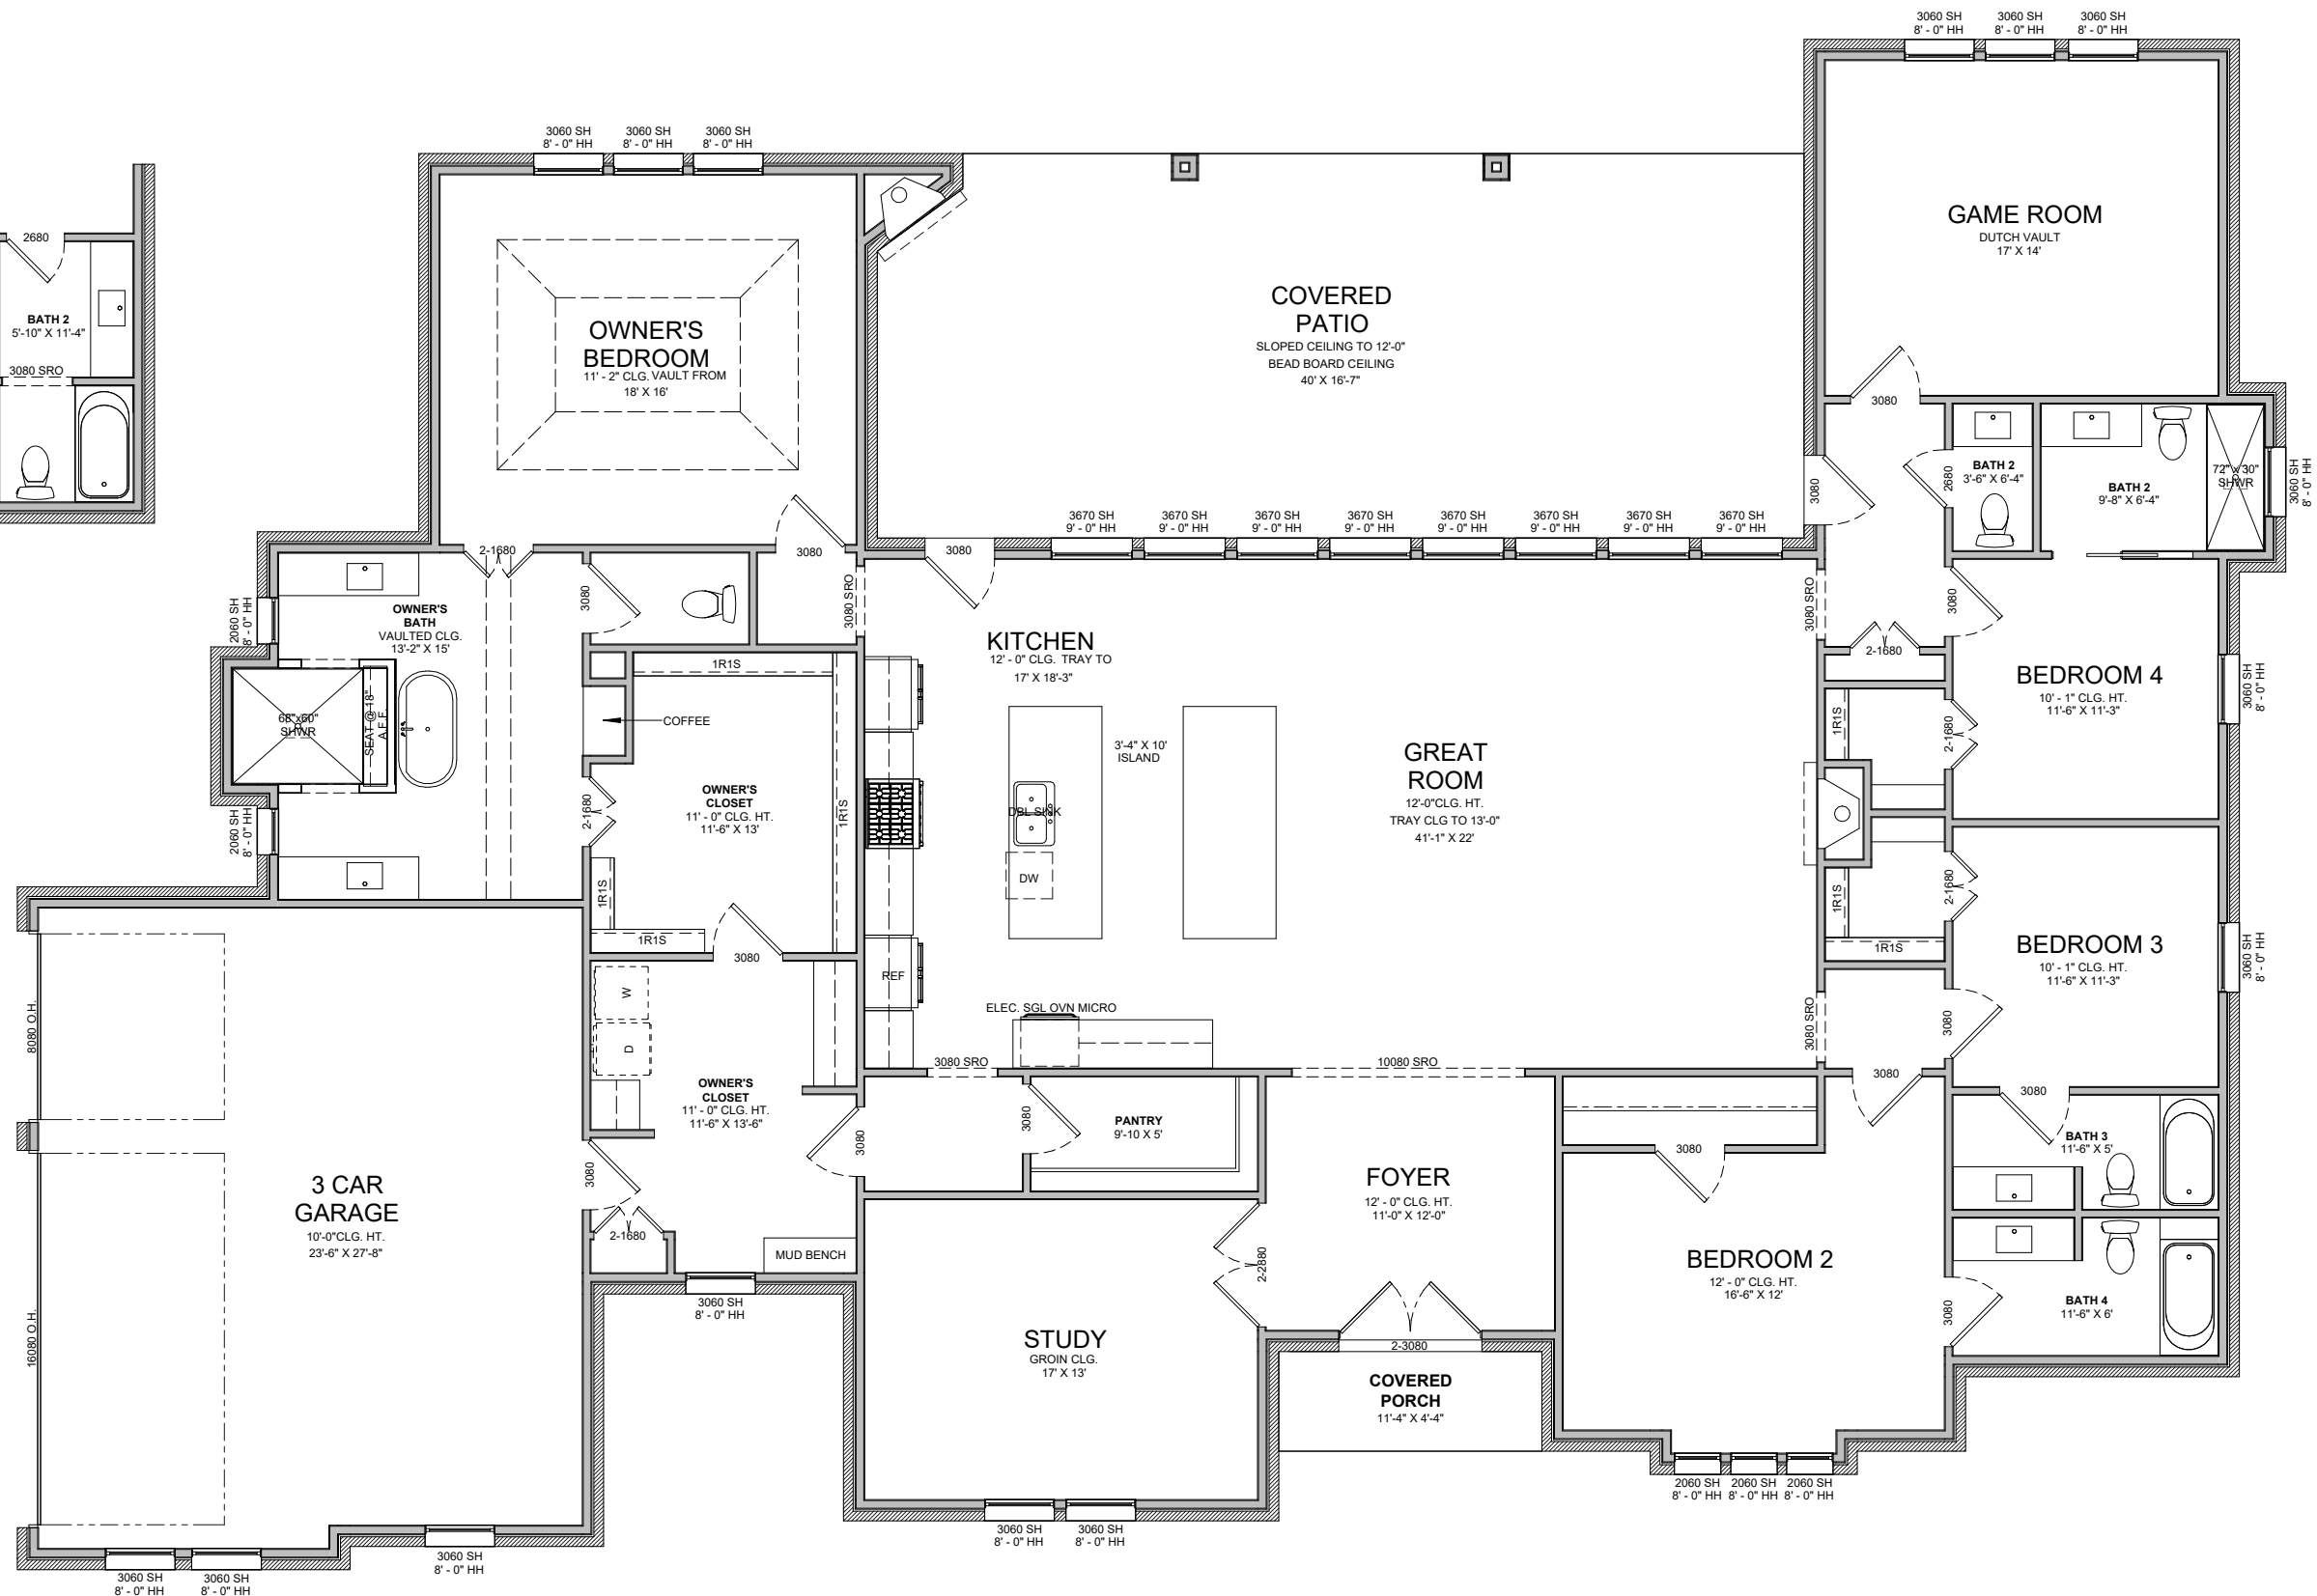 3060 SH
8' - 0" HH
3060 SH
8' - 0" HH
3060 SH
8' - 0" HH
3060 SH
8' - 0" HH
3060 SH
8' - 0" HH
3060 SH
8' - 0" HH
2680
BATH 2
5'-10" X 11'-4"
3080 SRO
OWNER'S
BEDROOM
11' - 2" CLG. VAULT FROM
18' X 16'
COVERED
PATIO
SLOPED CEILING TO 12'-0"
BEAD BOARD CEILING
40' X 16'-7"
GAME ROOM
DUTCH VAULT
17' X 14'
3080
3080
2680
BATH 2
3'-6" X 6'-4"
BATH 2
9'-8" X 6'-4"
72" x 30"
SHWR
3060 SH
8' - 0" HH
3670 SH
9' - 0" HH
3670 SH
9' - 0" HH
3670 SH
9' - 0" HH
3670 SH
9' - 0" HH
3670 SH
9' - 0" HH
3670 SH
9' - 0" HH
3670 SH
9' - 0" HH
3670 SH
9' - 0" HH
2-1680
3080
3080
3080
3080 SRO
2060 SH
8' - 0" HH
OWNER'S
BATH
VAULTED CLG.
13'-2" X 15'
68"x60"
SHWR
SEAT @ 18"
A.F.F.
2060 SH
8' - 0" HH
1R1S
COFFEE
2-1680
OWNER'S
CLOSET
11' - 0" CLG. HT.
11'-6" X 13'
1R1S
1R1S
1R1S
3080
KITCHEN
12' - 0" CLG. TRAY TO
17' X 18'-3"
3'-4" X 10'
ISLAND
DBL SINK
DW
REF
ELEC. SGL OVN MICRO
GREAT
ROOM
12'-0"CLG. HT.
TRAY CLG TO 13'-0"
41'-1" X 22'
3080 SRO
2-1680
3080
BEDROOM 4
10' - 1" CLG. HT.
11'-6" X 11'-3"
3060 SH
8' - 0" HH
1R1S
2-1680
1R1S
2-1680
1R1S
BEDROOM 3
10' - 1" CLG. HT.
11'-6" X 11'-3"
3060 SH
8' - 0" HH
3080 SRO
3080
3080
3080
8080 O.H.
16080 O.H.
3 CAR
GARAGE
10'-0"CLG. HT.
23'-6" X 27'-8"
W
D
OWNER'S
CLOSET
11' - 0" CLG. HT.
11'-6" X 13'-6"
3080
3080
2-1680
MUD BENCH
3080 SRO
3080
PANTRY
9'-10 X 5'
10080 SRO
FOYER
12' - 0" CLG. HT.
11'-0" X 12'-0"
2-2880
2-3080
COVERED
PORCH
11'-4" X 4'-4"
STUDY
GROIN CLG.
17' X 13'
3080
BEDROOM 2
12' - 0" CLG. HT.
16'-6" X 12'
BATH 3
11'-6" X 5'
BATH 4
11'-6" X 6'
3080
3060 SH
8' - 0" HH
2060 SH
8' - 0" HH
2060 SH
8' - 0" HH
2060 SH
8' - 0" HH
3060 SH
8' - 0" HH
3060 SH
8' - 0" HH
3060 SH
8' - 0" HH
3060 SH
8' - 0" HH
3060 SH
8' - 0" HH